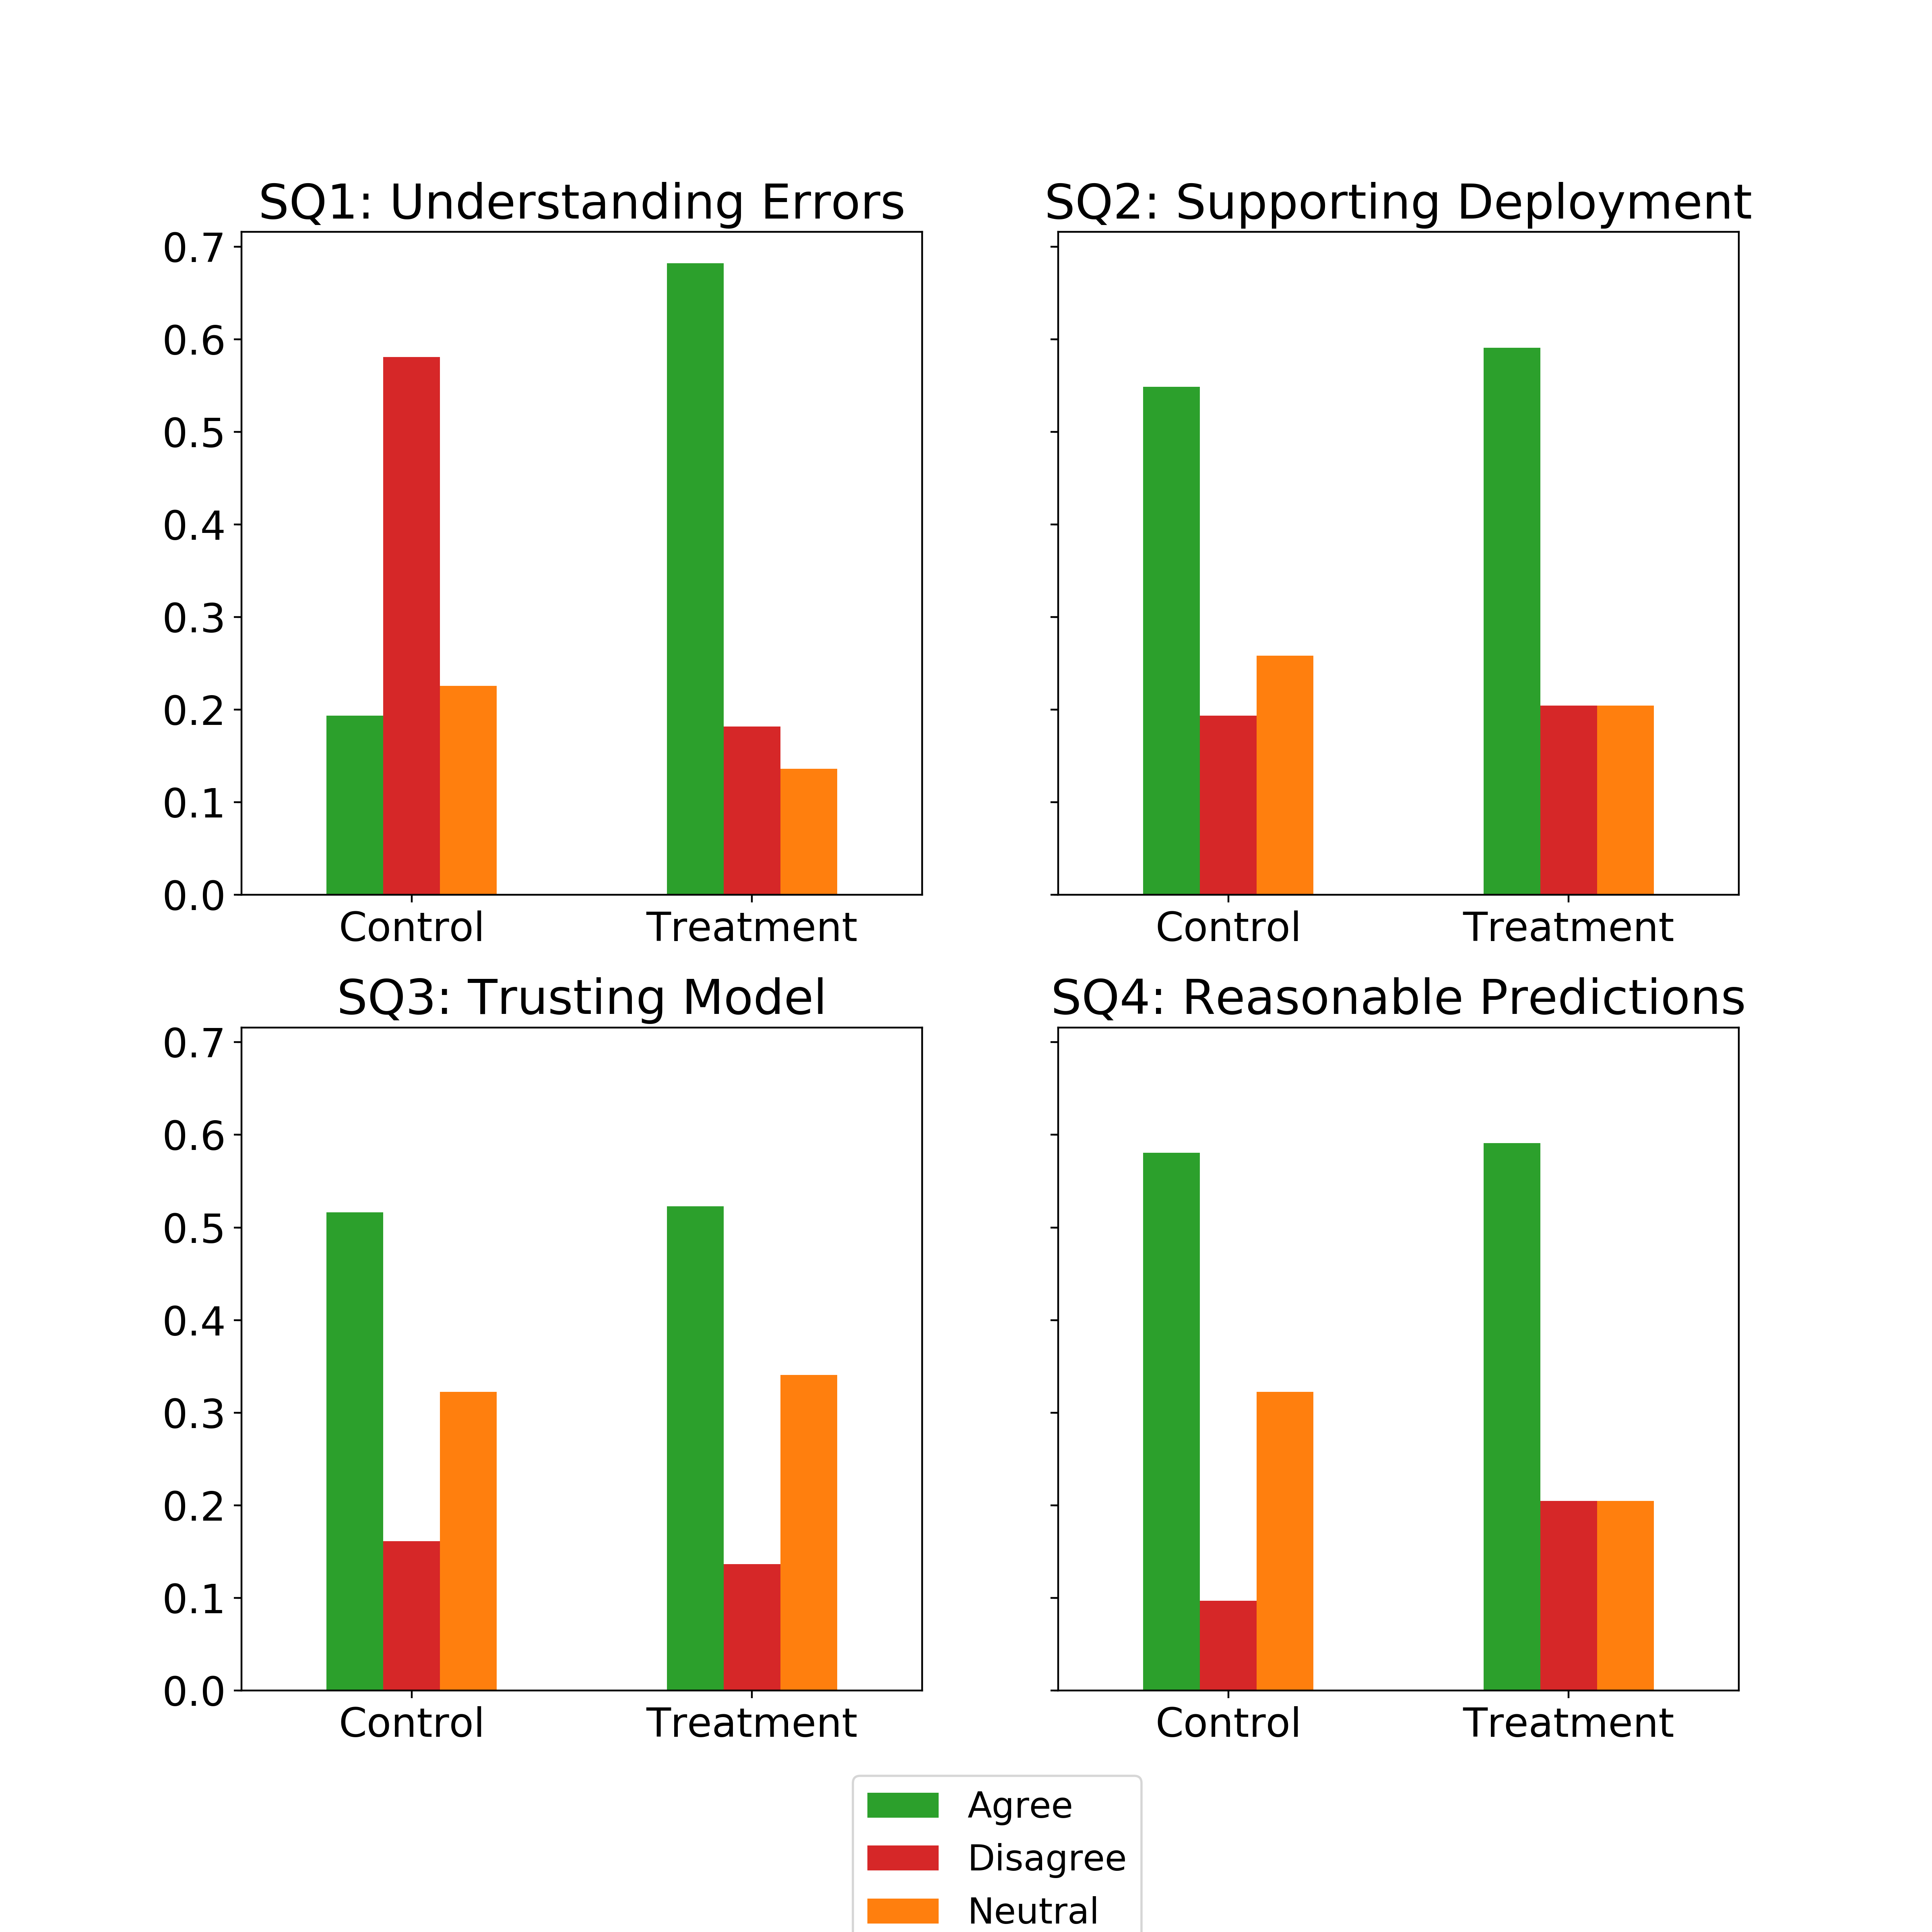 SQ1: Understanding Errors
0.7
0.6
0.5
0.4
0.3
0.2
0.1
0.0
Control Treatment
SQ2: Supporting Deployment
Control Treatment
SQ3: Trusting Model
0.7
0.6
0.5
0.4
0.3
0.2
0.1
0.0
Control Treatment
SQ4: Reasonable Predictions
Control Treatment
Agree
Disagree
Neutral